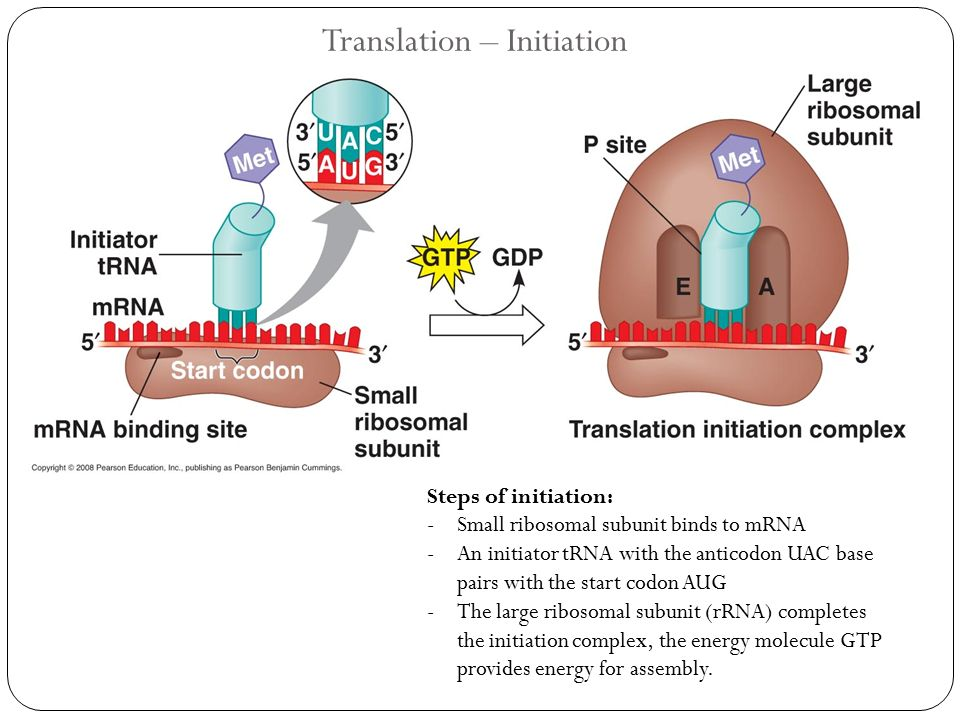 Translation – Initiation
Large
ribosomal
subunit
3′ U A C 5′
5′ A U G 3′
P site
Met
Met
Initiator
tRNA
GTP GDP
E A
mRNA
5′
3′
5′
3′
Start codon
Small
ribosomal
subunit
mRNA binding site
Translation initiation complex
Copyright © 2008 Pearson Education, Inc., publishing as Pearson Benjamin Cummings.
Steps of initiation:
- Small ribosomal subunit binds to mRNA
- An initiator tRNA with the anticodon UAC base
pairs with the start codon AUG
- The large ribosomal subunit (rRNA) completes
the initiation complex, the energy molecule GTP
provides energy for assembly.